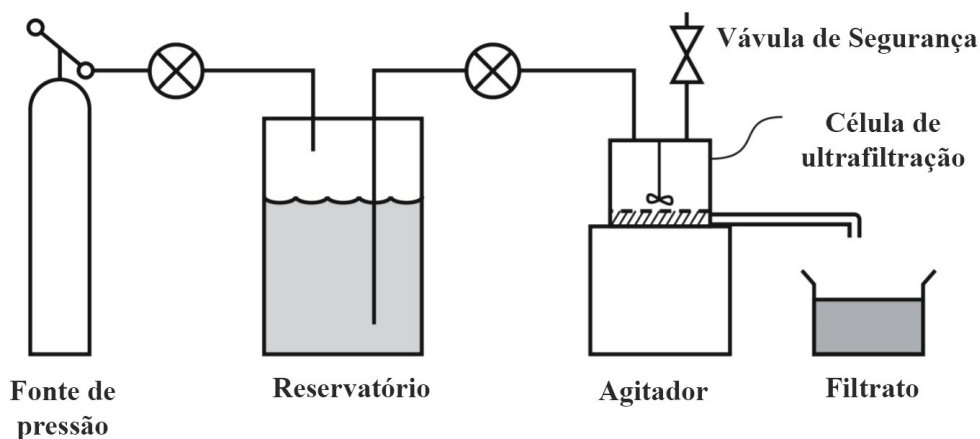 Vávula de Segurança
Célula de
ultrafiltração
Fonte de
pressão
Reservatório
Agitador
Filtrato